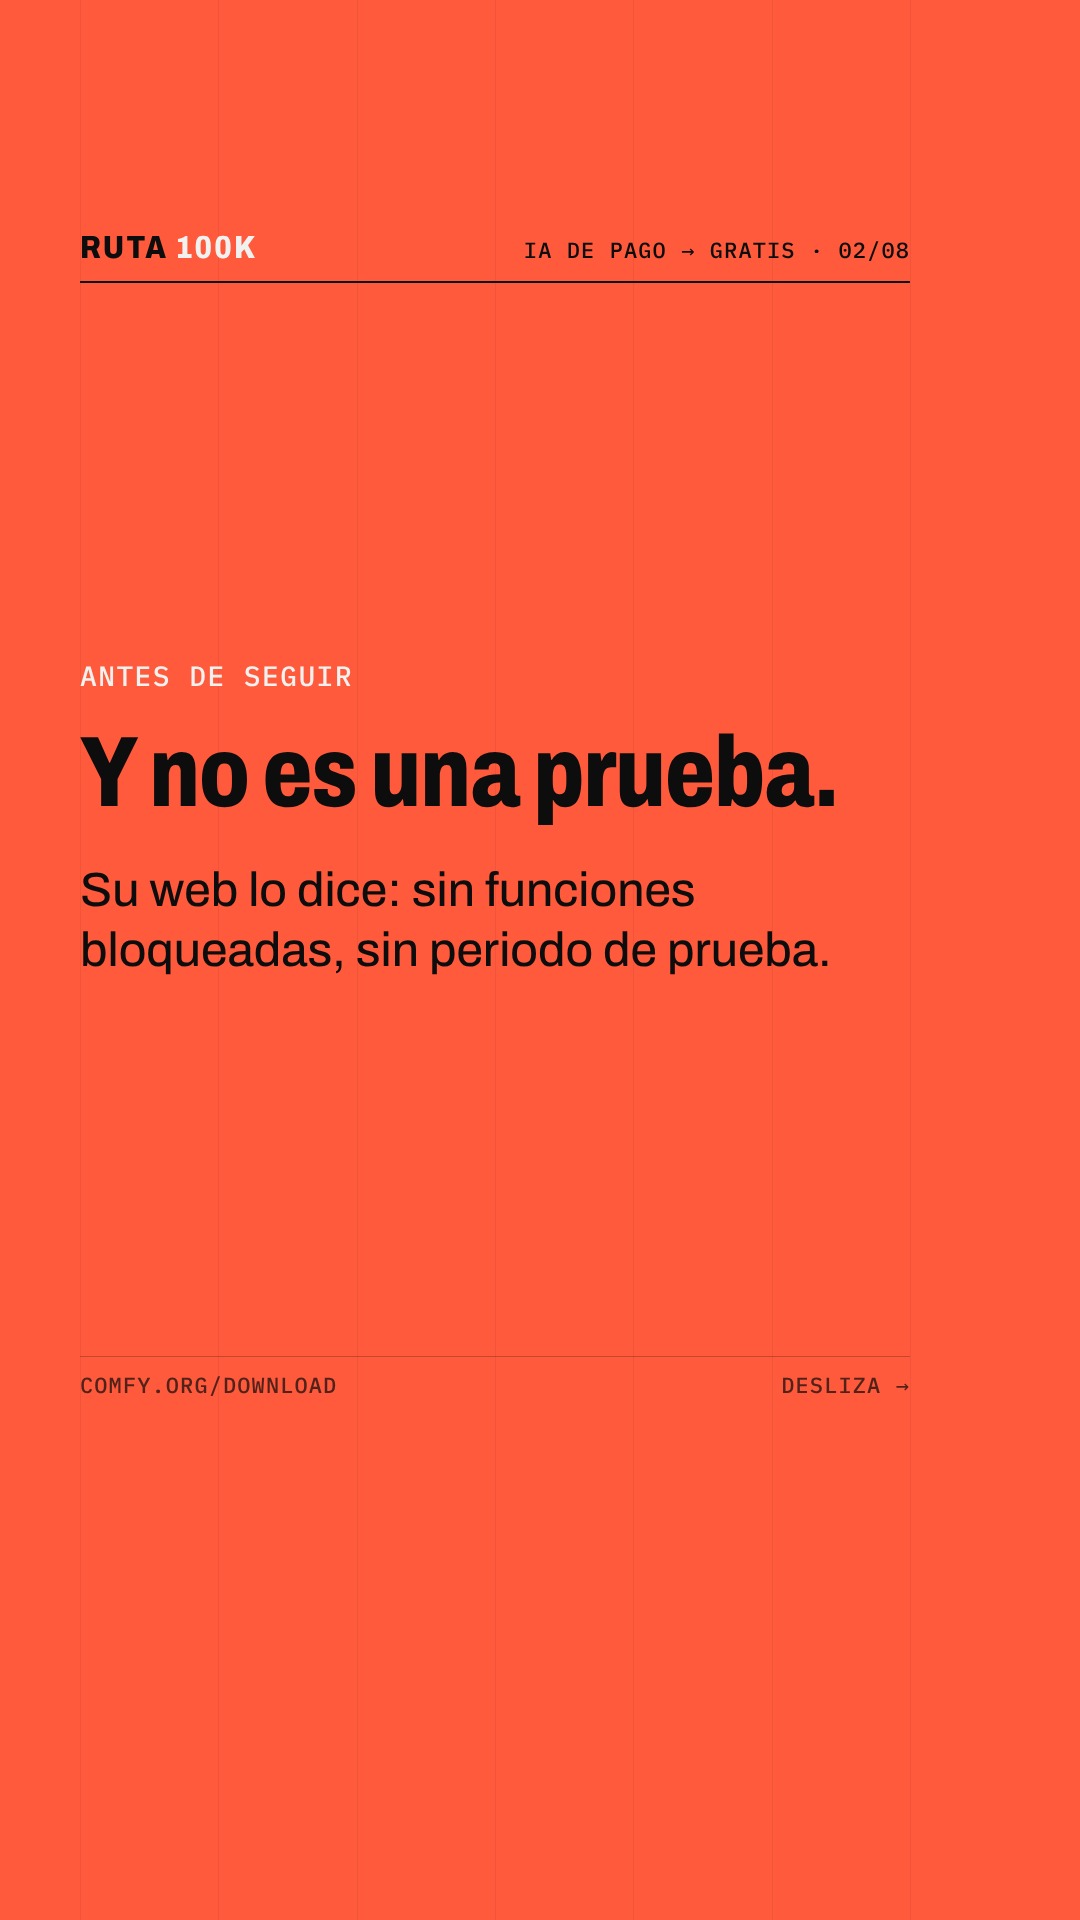 RUTA 100K
IA DE PAGO → GRATIS · 02/08
ANTES DE SEGUIR
Y no es una prueba.
Su web lo dice: sin funciones
bloqueadas, sin periodo de prueba.
COMFY.ORG/DOWNLOAD
DESLIZA →